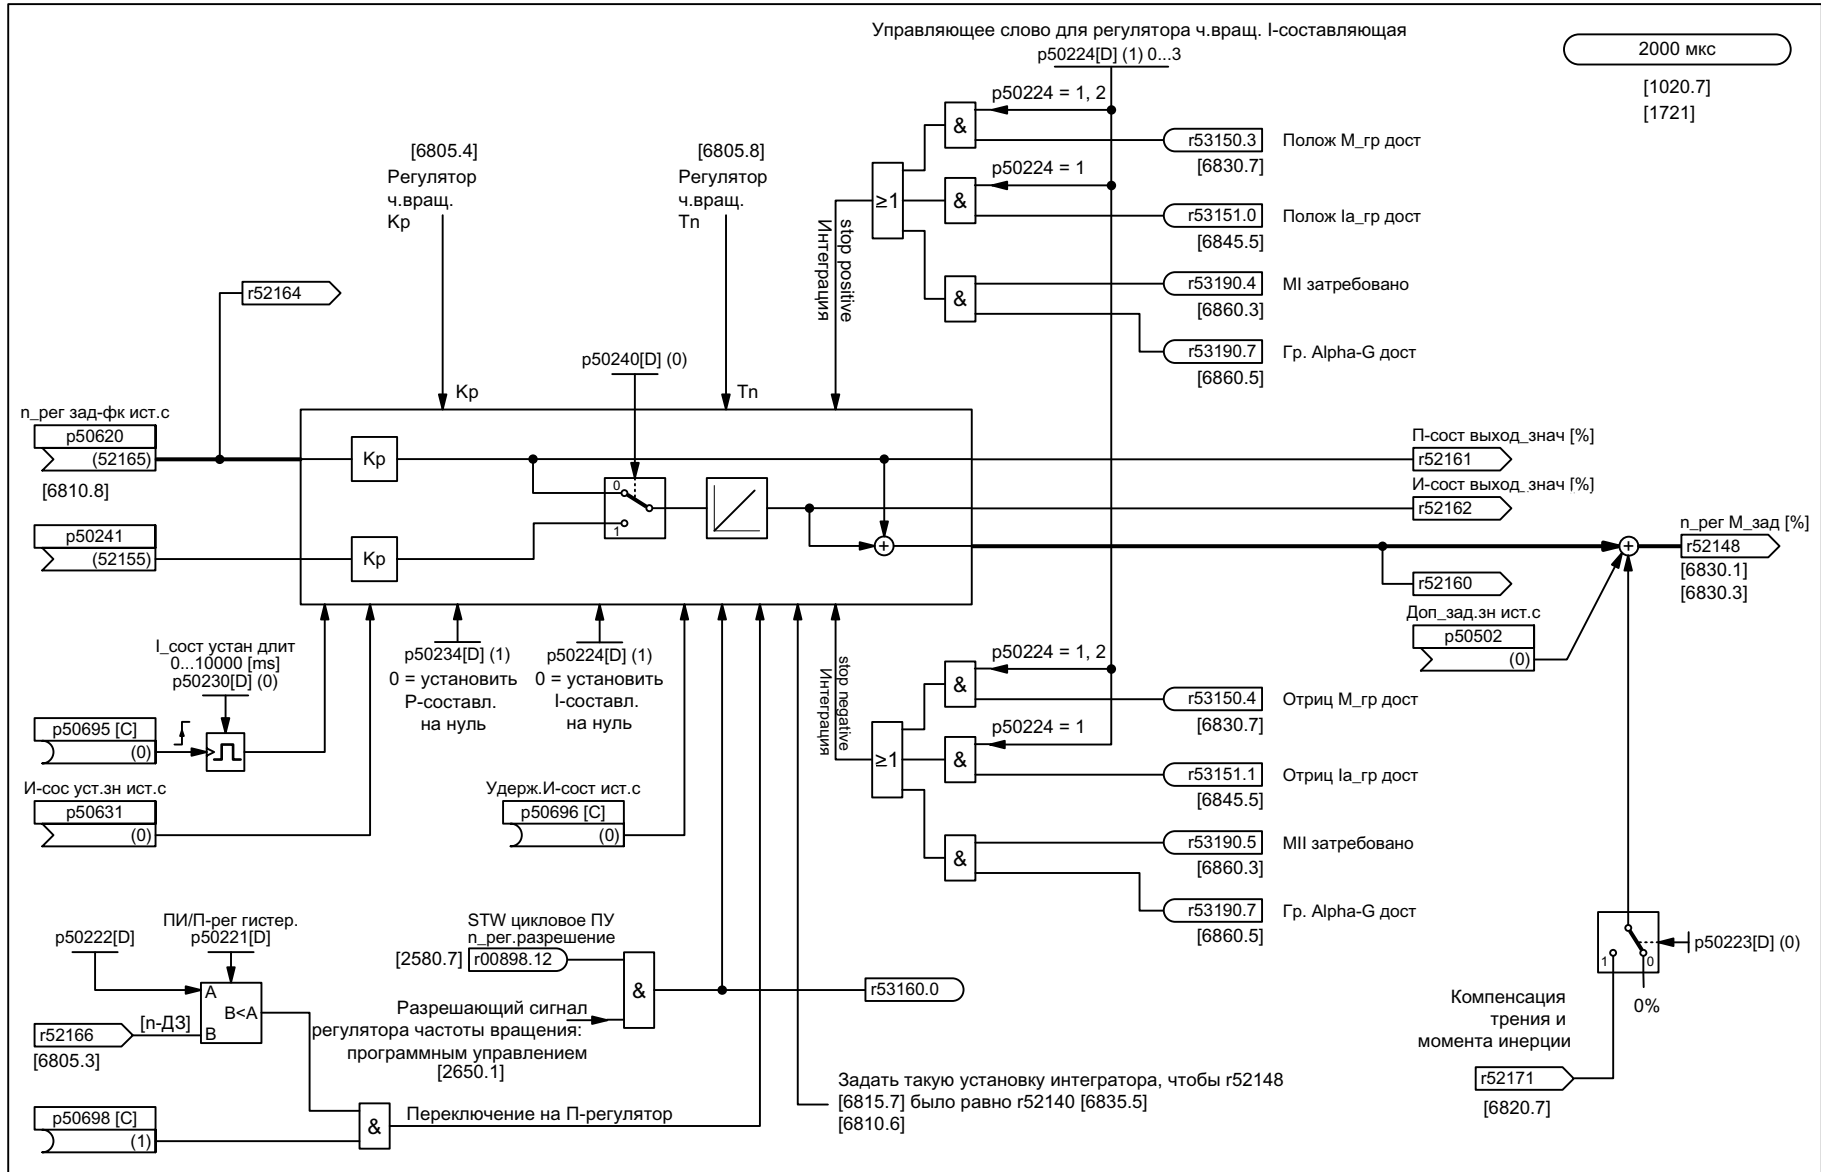 Управляющее слово для регулятора ч.вращ. I-составляющая
p50224[D] (1) 0...3
2000 мкс
[1020.7]
[1721]
p50224 = 1, 2
&
r53150.3
Полож М_гр дост
[6830.7]
p50224 = 1
≥1
&
r53151.0
Полож Ia_гр дост
[6845.5]
&
r53190.4
MI затребовано
[6860.3]
r53190.7
Гр. Alpha-G дост
[6860.5]
stop positive
Интеграция
[6805.4]
Регулятор
ч.вращ.
Kp
[6805.8]
Регулятор
ч.вращ.
Tn
r52164
p50240[D] (0)
Kp
Tn
n_рег зад-фк ист.с
p50620
(52165)
[6810.8]
Kp
0
1
p50241
(52155)
Kp
+
П-сост выход_знач [%]
r52161
И-сост выход_знач [%]
r52162
n_рег М_зад [%]
+
r52148
[6830.1]
[6830.3]
r52160
Доп_зад.зн ист.с
p50502
(0)
I_сост устан длит
0...10000 [ms]
p50230[D] (0)
p50695 [C]
(0)
И-сос уст.зн ист.с
p50631
(0)
p50234[D] (1)
0 = установить
Р-составл.
на нуль
p50224[D] (1)
0 = установить
I-составл.
на нуль
Удерж.И-сост ист.с
p50696 [C]
(0)
stop negative
Интеграция
p50224 = 1, 2
&
r53150.4
Отриц М_гр дост
[6830.7]
p50224 = 1
≥1
&
r53151.1
Отриц Ia_гр дост
[6845.5]
&
r53190.5
MII затребовано
[6860.3]
r53190.7
Гр. Alpha-G дост
[6860.5]
ПИ/П-рег гистер.
p50222[D]
p50221[D]
A
B<A
B
r52166
[n-ДЗ]
[6805.3]
p50698 [C]
(1)
&
Переключение на П-регулятор
STW цикловое ПУ
n_рег.разрешение
[2580.7]
r00898.12
&
r53160.0
Разрешающий сигнал
регулятора частоты вращения:
программным управлением
[2650.1]
Задать такую установку интегратора, чтобы r52148
[6815.7] было равно r52140 [6835.5]
[6810.6]
p50223[D] (0)
1
0
0%
Компенсация
трения и
момента инерции
r52171
[6820.7]